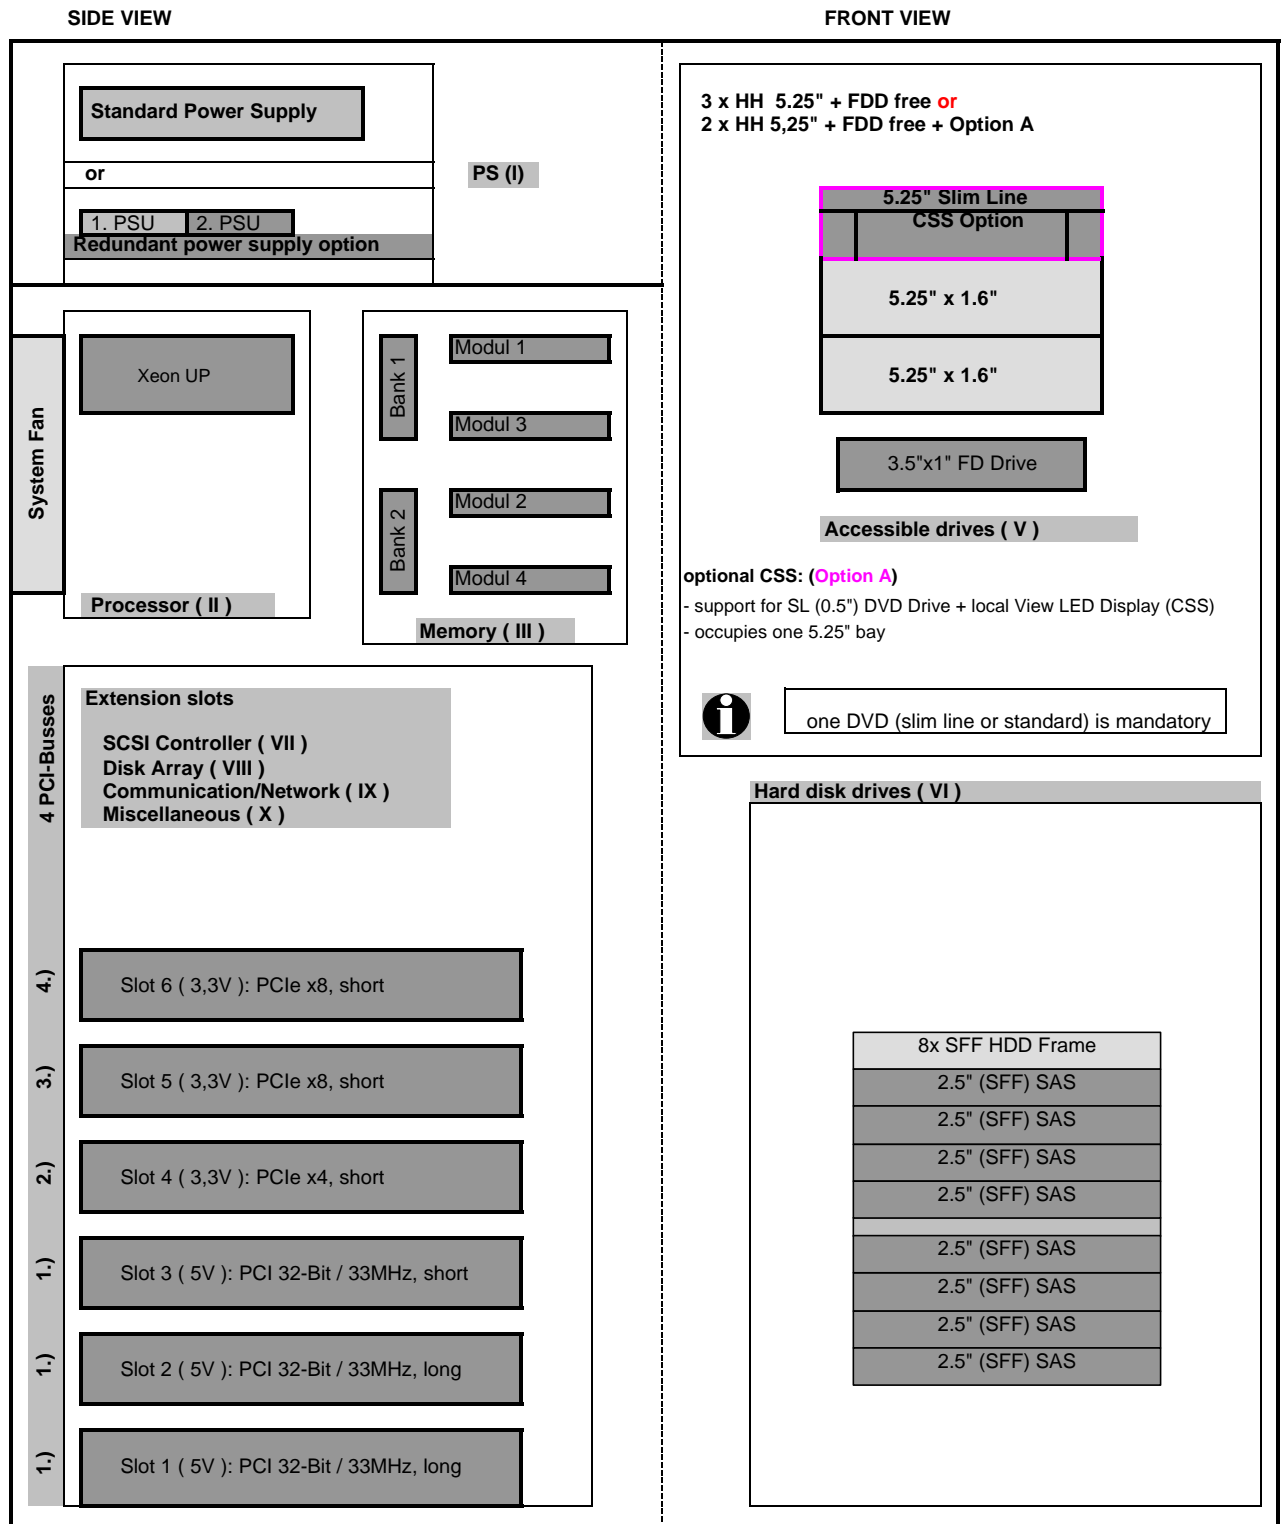 SIDE VIEW
FRONT VIEW
Standard Power Supply
or
PS (I)
1. PSU
2. PSU
Redundant power supply option
System Fan
Xeon UP
Processor ( II )
Bank 1
Modul 1
Modul 3
Bank 2
Modul 2
Modul 4
Memory ( III )
4 PCI-Busses
Extension slots
SCSI Controller ( VII )
Disk Array ( VIII )
Communication/Network ( IX )
Miscellaneous ( X )
4.)
Slot 6 ( 3,3V ): PCIe x8, short
3.)
Slot 5 ( 3,3V ): PCIe x8, short
2.)
Slot 4 ( 3,3V ): PCIe x4, short
1.)
Slot 3 ( 5V ): PCI 32-Bit / 33MHz, short
1.)
Slot 2 ( 5V ): PCI 32-Bit / 33MHz, long
1.)
Slot 1 ( 5V ): PCI 32-Bit / 33MHz, long
3 x HH  5.25" + FDD free or
2 x HH 5,25" + FDD free + Option A
5.25" Slim Line
CSS Option
5.25" x 1.6"
5.25" x 1.6"
3.5"x1" FD Drive
Accessible drives ( V )
optional CSS: (Option A)
- support for SL (0.5") DVD Drive + local View LED Display (CSS)
- occupies one 5.25" bay
i
one DVD (slim line or standard) is mandatory
Hard disk drives ( VI )
8x SFF HDD Frame
2.5" (SFF) SAS
2.5" (SFF) SAS
2.5" (SFF) SAS
2.5" (SFF) SAS
2.5" (SFF) SAS
2.5" (SFF) SAS
2.5" (SFF) SAS
2.5" (SFF) SAS